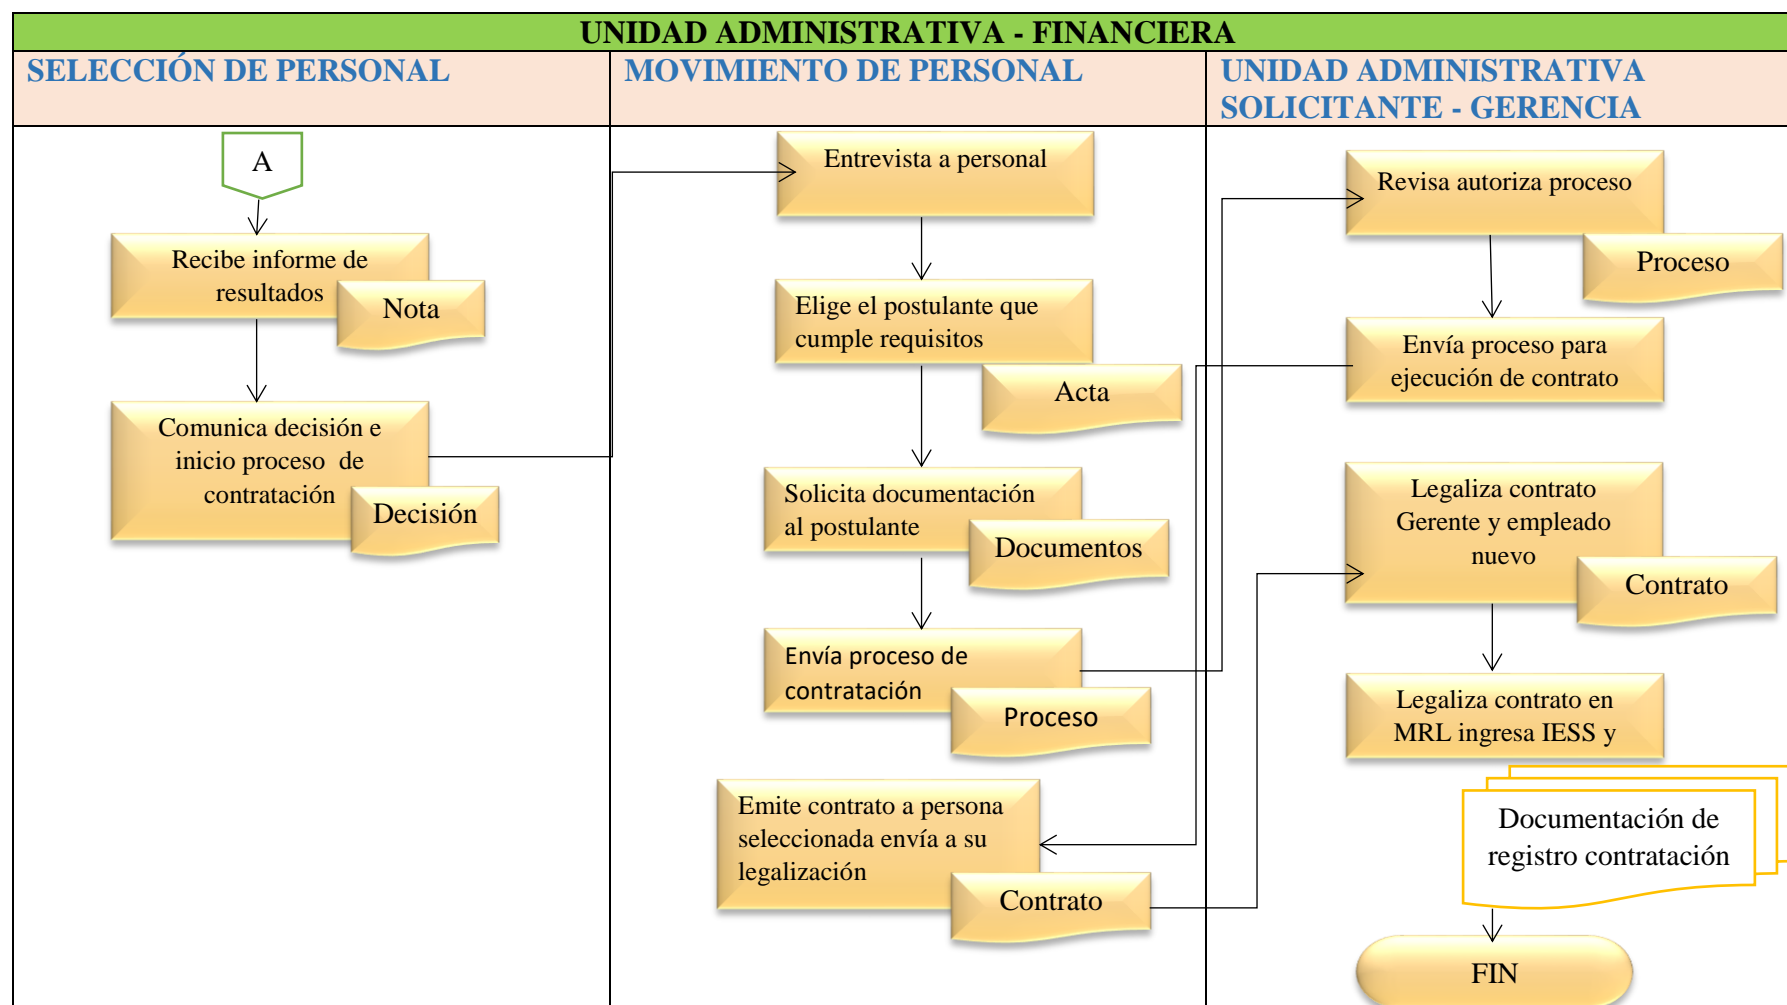 UNIDAD ADMINISTRATIVA - FINANCIERA
SELECCIÓN DE PERSONAL
MOVIMIENTO DE PERSONAL
UNIDAD ADMINISTRATIVA
SOLICITANTE - GERENCIA
A
Recibe informe de
resultados
Nota
Comunica decisión e
inicio proceso de
contratación
Decisión
Entrevista a personal
Elige el postulante que
cumple requisitos
Acta
Solicita documentación
al postulante
Documentos
Envía proceso de
contratación
Proceso
Emite contrato a persona
seleccionada envía a su
legalización
Contrato
Revisa autoriza proceso
Proceso
Envía proceso para
ejecución de contrato
Legaliza contrato
Gerente y empleado
nuevo
Contrato
Legaliza contrato en
MRL ingresa IESS y
Documentación de
registro contratación
FIN